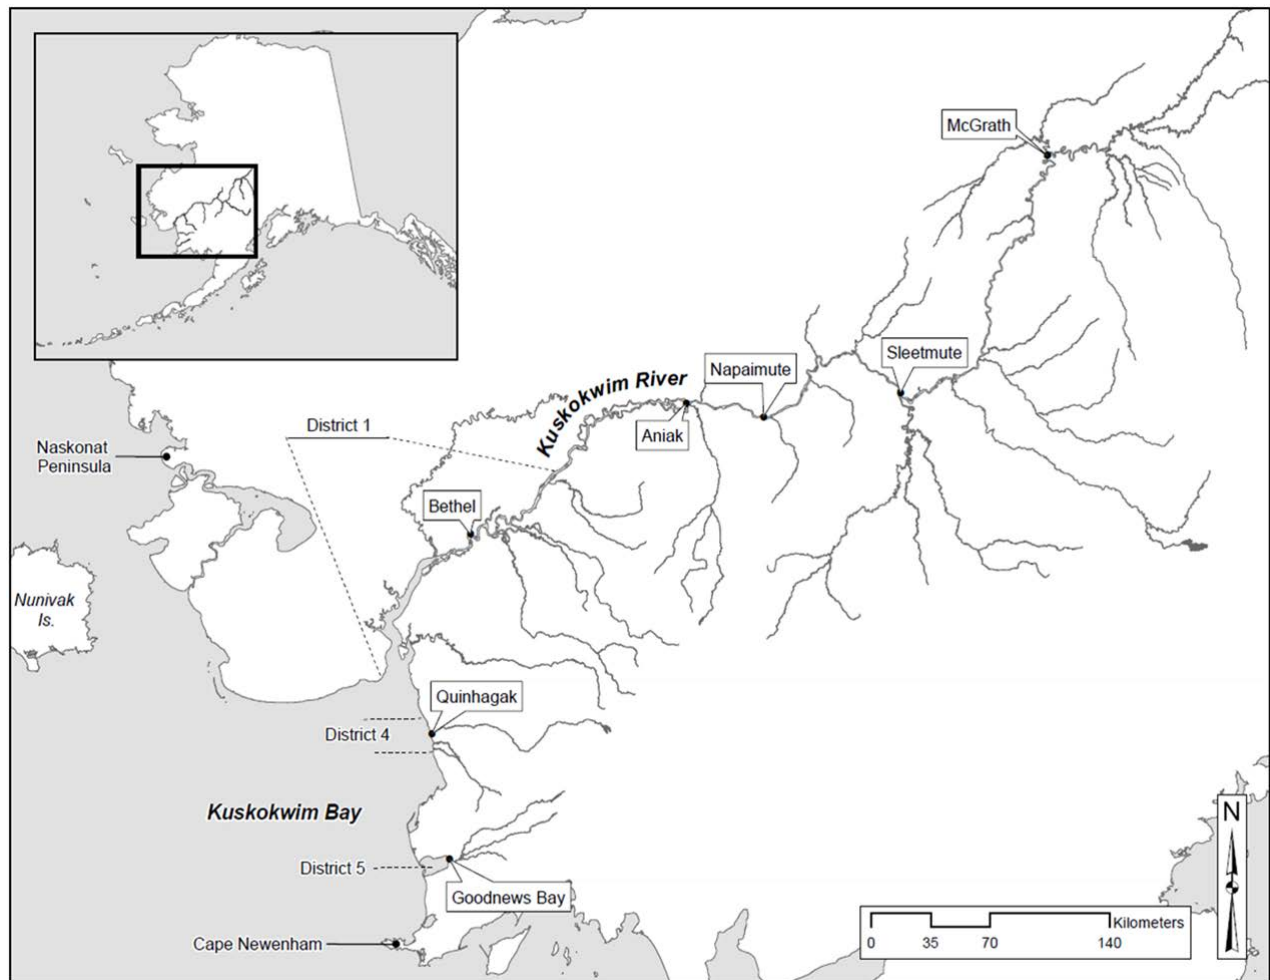 McGrath
Sleetmute
Napaimute
Kuskokwim River
Aniak
District 1
Naskonat
Peninsula
Bethel
Nunivak
Is.
Quinhagak
District 4
Kuskokwim Bay
N
District 5
Goodnews Bay
Cape Newenham
Kilometers
0 35 70 140